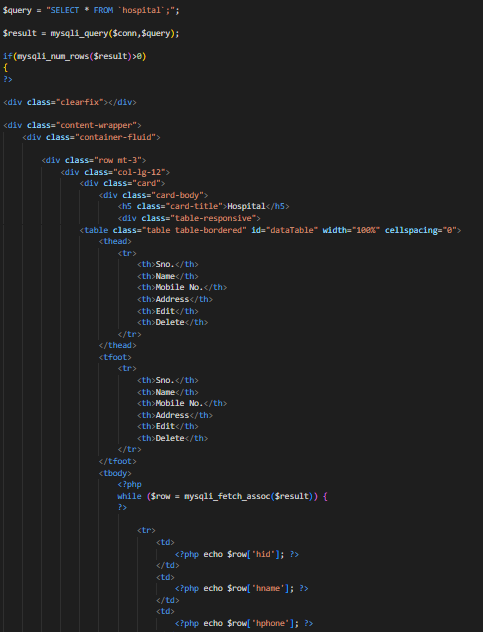 $query = "SELECT * FROM `hospital`;";
$result = mysqli_query($conn,$query);
if(mysqli_num_rows($result)>0)
{
?>
<div class="clearfix"></div>
<div class="content-wrapper">
<div class="container-fluid">
<div class="row mt-3">
<div class="col-lg-12">
<div class="card">
<div class="card-body">
<h5 class="card-title">Hospital</h5>
<div class="table-responsive">
<table class="table table-bordered" id="dataTable" width="100%" cellspacing="0">
<thead>
<tr>
<th>Sno.</th>
<th>Name</th>
<th>Mobile No.</th>
<th>Address</th>
<th>Edit</th>
<th>Delete</th>
</tr>
</thead>
<tfoot>
<tr>
<th>Sno.</th>
<th>Name</th>
<th>Mobile No.</th>
<th>Address</th>
<th>Edit</th>
<th>Delete</th>
</tr>
</tfoot>
<tbody>
<?php
while ($row = mysqli_fetch_assoc($result)) {
?>
<tr>
<td>
<?php echo $row['hid']; ?>
</td>
<td>
<?php echo $row['hname']; ?>
</td>
<td>
<?php echo $row['hphone']; ?>